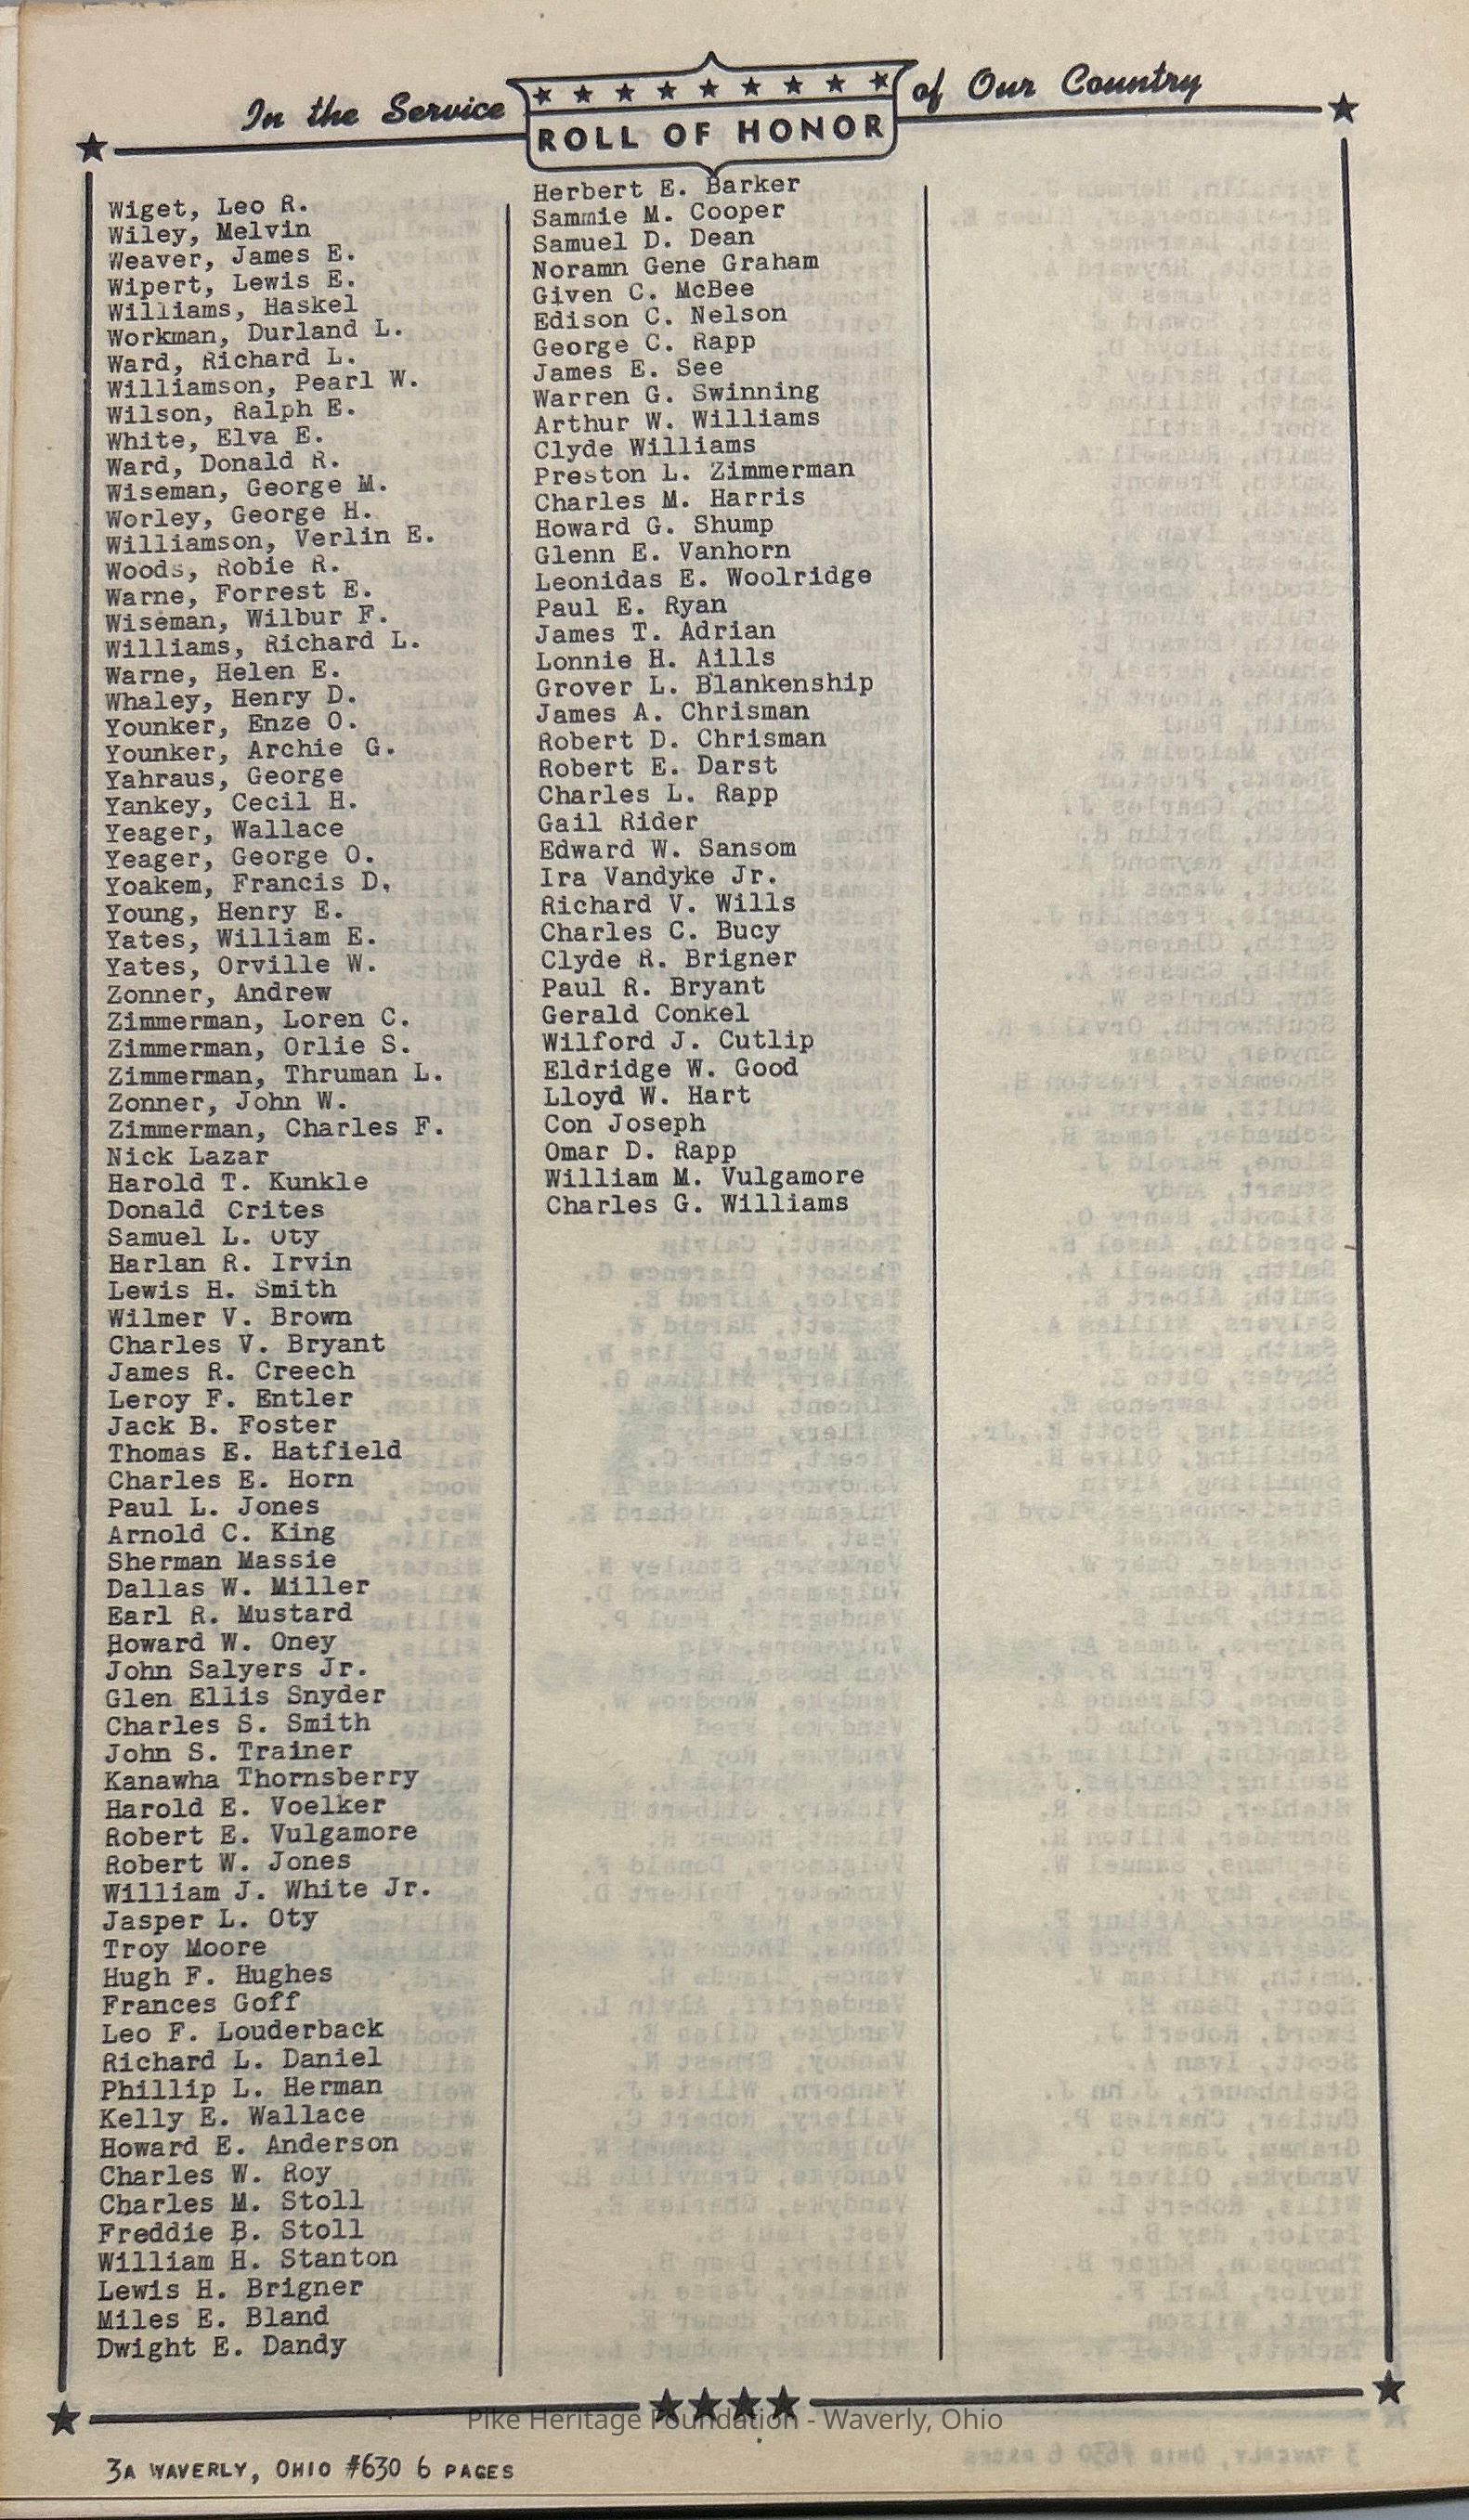 In the Service of Our Country
ROLL OF HONOR
Wiget, Leo R.
Wiley, Melvin
Weaver, James E.
Wipert, Lewis E.
Williams, Haskel
Workman, Durland L.
Ward, Richard L.
Williamson, Pearl W.
Wilson, Ralph E.
White, Elva E.
Ward, Donald R.
Wiseman, George M.
Worley, George H.
Williamson, Verlin E.
Woods, Robie R.
Warne, Forrest E.
Wiseman, Wilbur F.
Williams, Richard L.
Warne, Helen E.
Whaley, Henry D.
Younker, Enze O.
Younker, Archie G.
Yahraus, George
Yankey, Cecil H.
Yeager, Wallace
Yeager, George O.
Yoakem, Francis D.
Young, Henry E.
Yates, William E.
Yates, Orville W.
Zonner, Andrew
Zimmerman, Loren C.
Zimmerman, Orlie S.
Zimmerman, Thruman L.
Zonner, John W.
Zimmerman, Charles F.
Nick Lazar
Harold T. Kunkle
Donald Crites
Samuel L. Oty
Harlan R. Irvin
Lewis H. Smith
Wilmer V. Brown
Charles V. Bryant
James R. Creech
Leroy F. Entler
Jack B. Foster
Thomas E. Hatfield
Charles E. Horn
Paul L. Jones
Arnold C. King
Sherman Massie
Dallas W. Miller
Earl R. Mustard
Howard W. Oney
John Salyers Jr.
Glen Ellis Snyder
Charles S. Smith
John S. Trainer
Kanawha Thornsberry
Harold E. Voelker
Robert E. Vulgamore
Robert W. Jones
William J. White Jr.
Jasper L. Oty
Troy Moore
Hugh F. Hughes
Frances Goff
Leo F. Louderback
Richard L. Daniel
Phillip L. Herman
Kelly E. Wallace
Howard E. Anderson
Charles W. Roy
Charles M. Stoll
Freddie B. Stoll
William H. Stanton
Lewis H. Brigner
Miles E. Bland
Dwight E. Dandy
Herbert E. Barker
Sammie M. Cooper
Samuel D. Dean
Noramn Gene Graham
Given C. McBee
Edison C. Nelson
George C. Rapp
James E. See
Warren G. Swinning
Arthur W. Williams
Clyde Williams
Preston L. Zimmerman
Charles M. Harris
Howard G. Shump
Glenn E. Vanhorn
Leonidas E. Woolridge
Paul E. Ryan
James T. Adrian
Lonnie H. Aills
Grover L. Blankenship
James A. Chrisman
Robert D. Chrisman
Robert E. Darst
Charles L. Rapp
Gail Rider
Edward W. Sansom
Ira Vandyke Jr.
Richard V. Wills
Charles C. Bucy
Clyde R. Brigner
Paul R. Bryant
Gerald Conkel
Wilford J. Cutlip
Eldridge W. Good
Lloyd W. Hart
Con Joseph
Omar D. Rapp
William M. Vulgamore
Charles G. Williams
Pike Heritage Foundation - Waverly, Ohio
3A WAVERLY, OHIO #630 6 PAGES